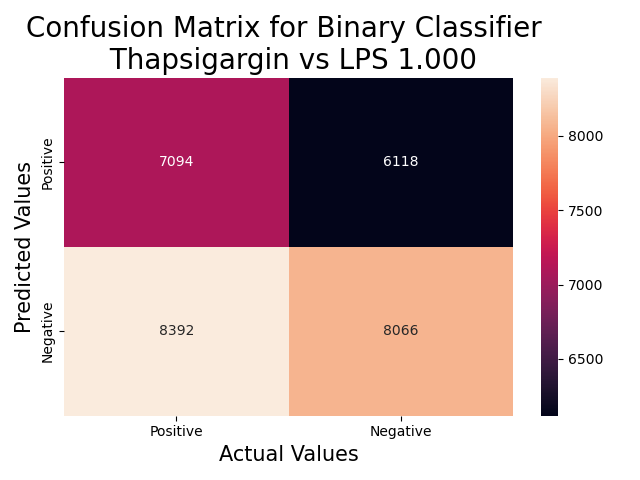 Confusion Matrix for Binary Classifier
Thapsigargin vs LPS 1.000
Predicted Values
Positive
7094
6118
Negative
8392
8066
Positive
Negative
Actual Values
8000
7500
7000
6500